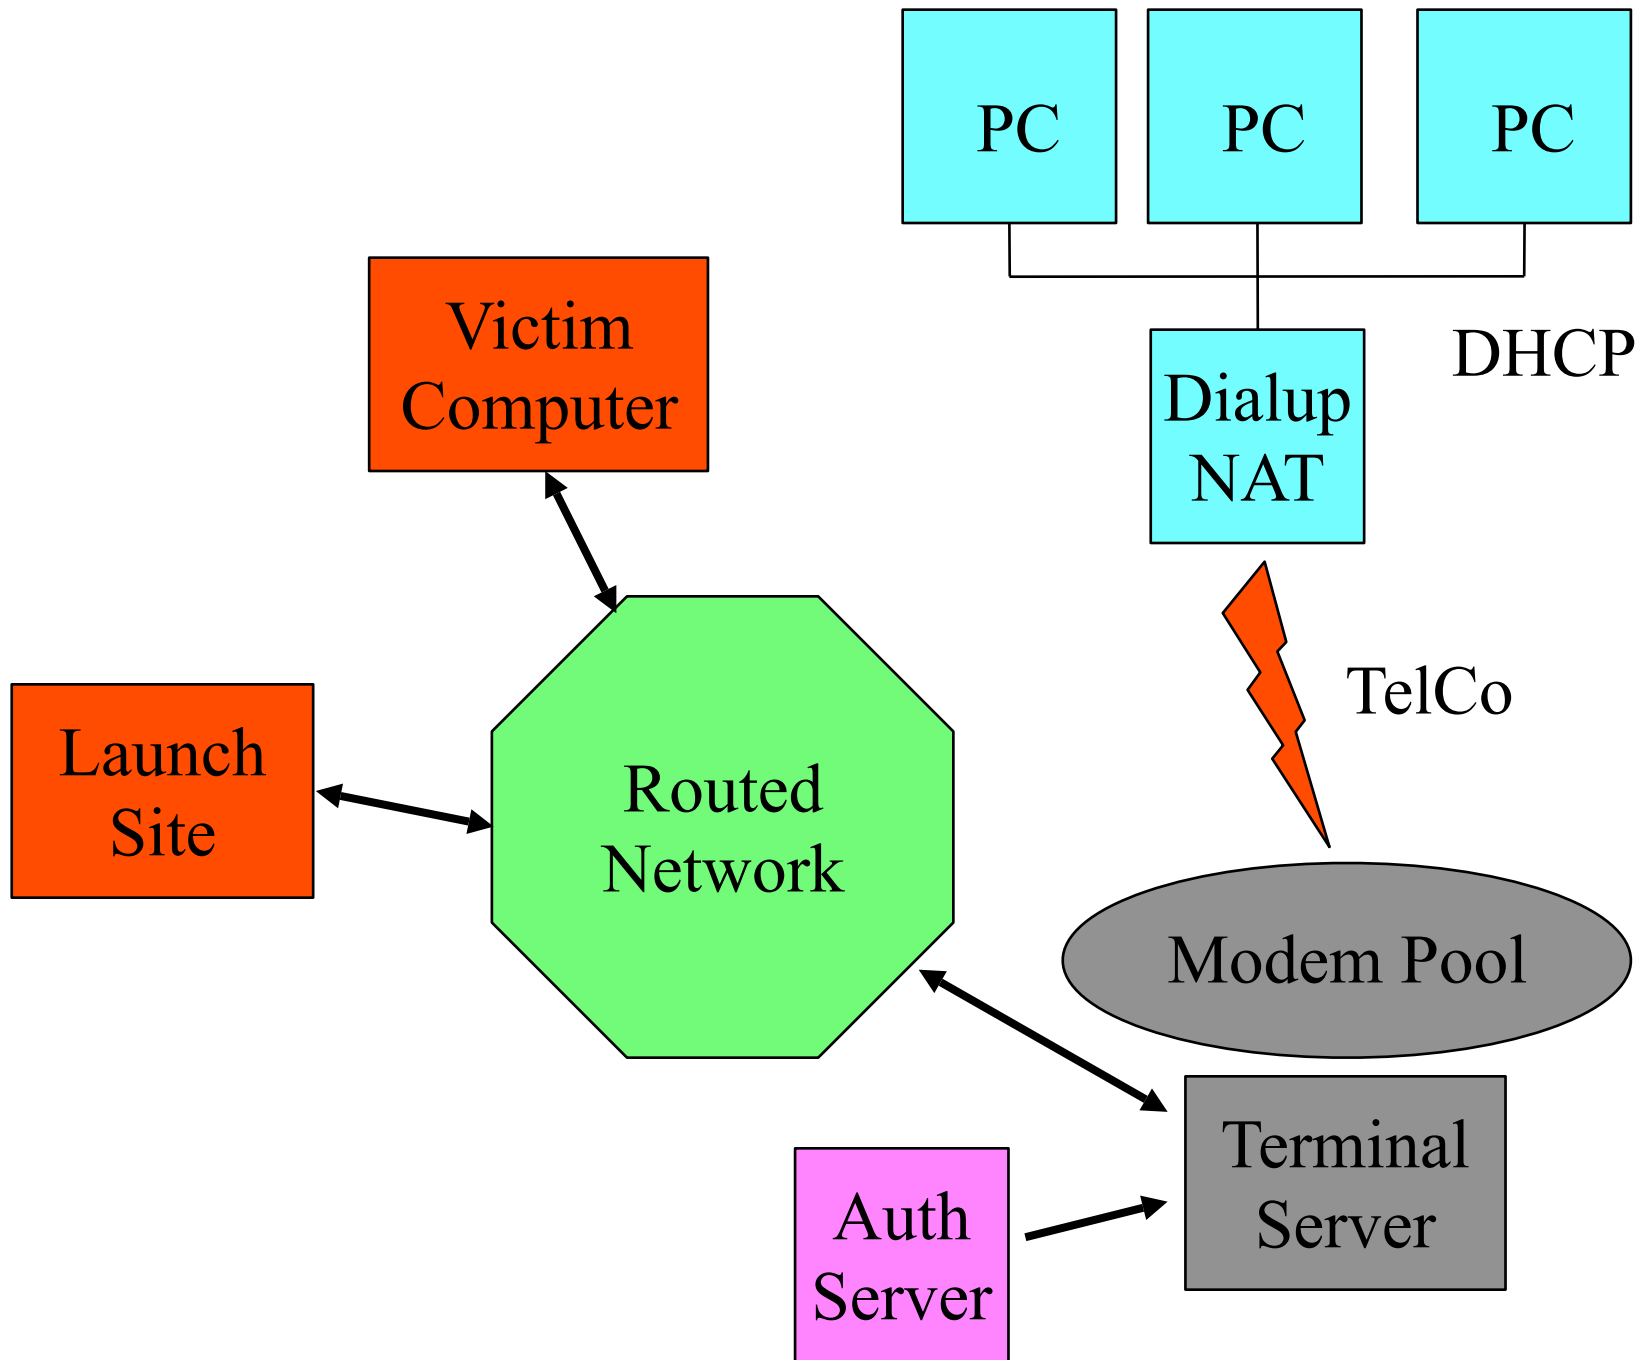 PC
PC
PC
Victim
Computer
DHCP
Dialup
NAT
TelCo
Launch
Site
Routed
Network
Modem Pool
Terminal
Server
Auth
Server